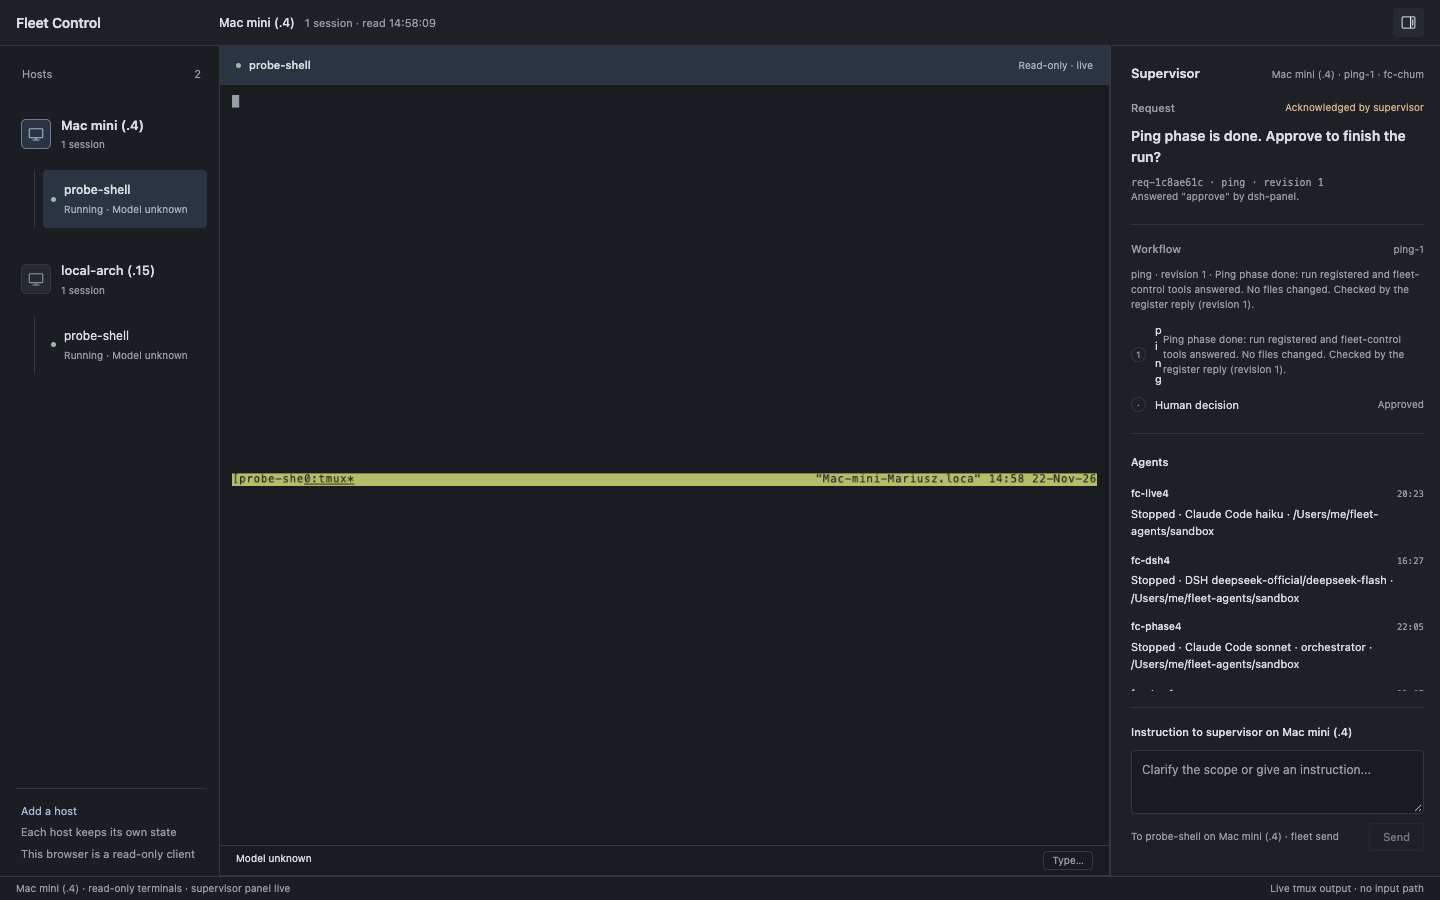 Fleet Control
Mac mini (.4) 1 session · read 14:58:09
Hosts 2
Mac mini (.4)
1 session
probe-shell
Running · Model unknown
local-arch (.15)
1 session
probe-shell
Running · Model unknown
Add a host
Each host keeps its own state
This browser is a read-only client
probe-shell Read-only · live
[probe-she0:tmux* "Mac-mini-Mariusz.loca" 14:58 22-Nov-26
Model unknown Type...
Supervisor Mac mini (.4) · ping-1 · fc-chum
Request Acknowledged by supervisor
Ping phase is done. Approve to finish the
run?
req-1c8ae61c · ping · revision 1
Answered "approve" by dsh-panel.
Workflow ping-1
ping · revision 1 · Ping phase done: run registered and fleet-
control tools answered. No files changed. Checked by the
register reply (revision 1).
1 ping
Ping phase done: run registered and fleet-control
tools answered. No files changed. Checked by the
register reply (revision 1).
· Human decision Approved
Agents
fc-live4 20:23
Stopped · Claude Code haiku · /Users/me/fleet-
agents/sandbox
fc-dsh4 16:27
Stopped · DSH deepseek-official/deepseek-flash ·
/Users/me/fleet-agents/sandbox
fc-phase4 22:05
Stopped · Claude Code sonnet · orchestrator ·
/Users/me/fleet-agents/sandbox
Instruction to supervisor on Mac mini (.4)
Clarify the scope or give an instruction...
To probe-shell on Mac mini (.4) · fleet send Send
Mac mini (.4) · read-only terminals · supervisor panel live
Live tmux output · no input path